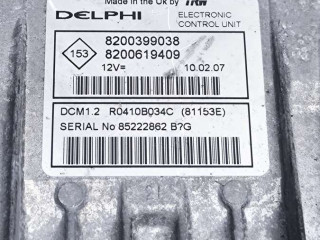 Made in the Uk by TRW
DELPHI ELECTRONIC CONTROL UNIT
153
8200399038
8200619409
12V= 10.02.07
DCM1.2 R0410B034C (81153E)
SERIAL No 85222862 B?G